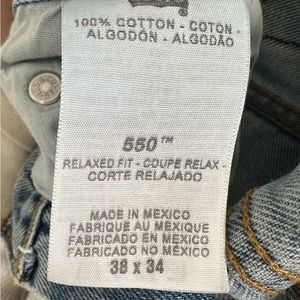 100% COTTON - COTON -
ALGODÓN - ALGODÃO
550™
RELAXED FIT - COUPE RELAX -
CORTE RELAJADO
MADE IN MEXICO
FABRIQUE AU MEXIQUE
FABRICADO EN MEXICO
FABRICADO NO MÉXICO
38 x 34